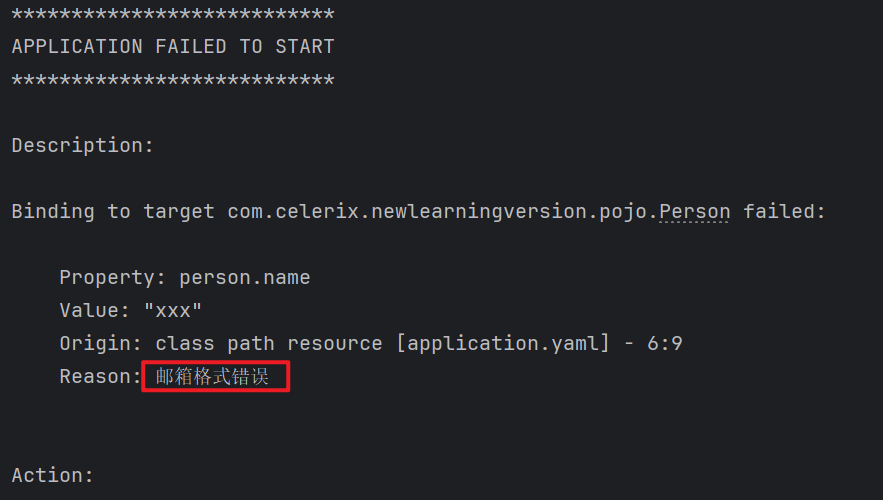 ***************************
APPLICATION FAILED TO START
***************************
Description:
Binding to target com.celerix.newlearningversion.pojo.Person failed:
Property: person.name
Value: "xxx"
Origin: class path resource [application.yaml] - 6:9
Reason: 邮箱格式错误
Action: